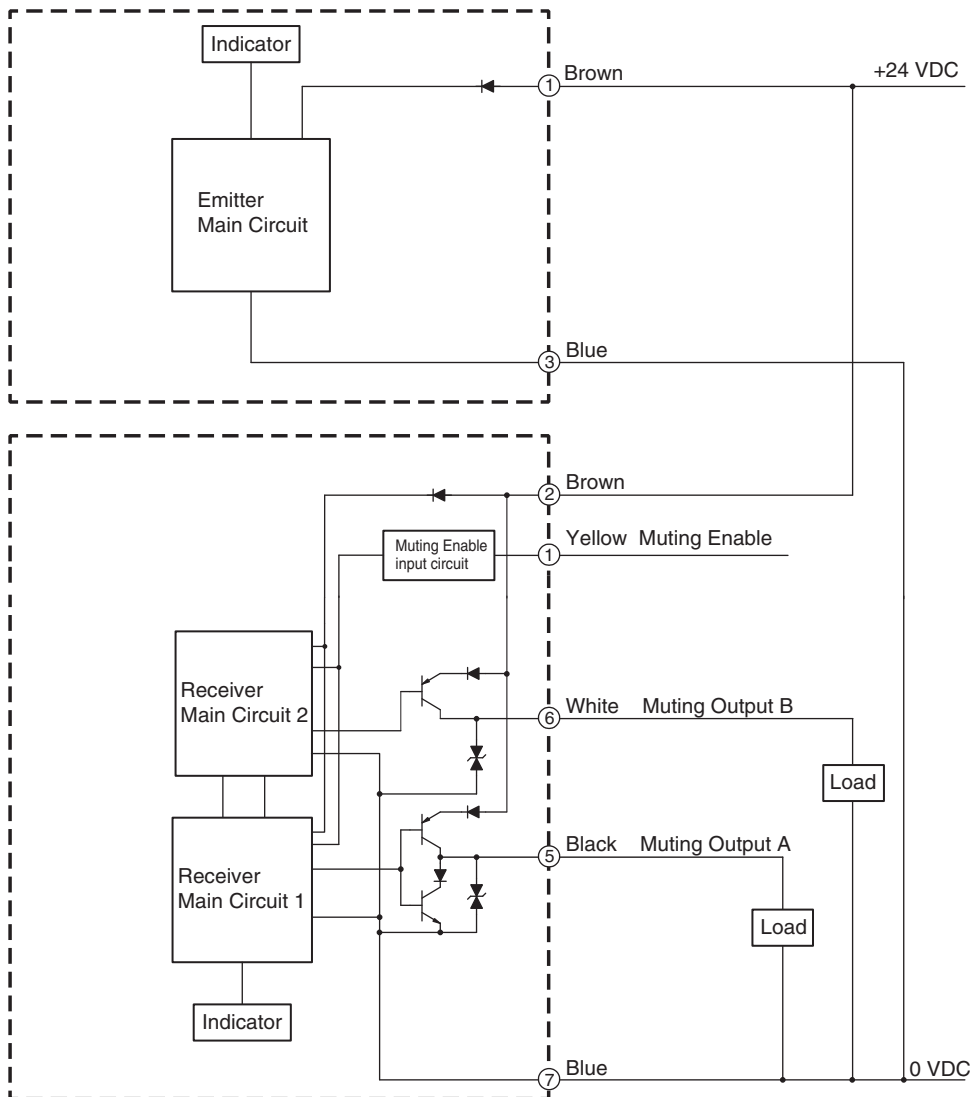 Indicator
① Brown
+24 VDC
Emitter
Main Circuit
③ Blue
② Brown
Muting Enable
input circuit
① Yellow Muting Enable
Receiver
Main Circuit 2
⑥ White Muting Output B
Load
⑤ Black Muting Output A
Receiver
Main Circuit 1
Load
Indicator
⑦ Blue
0 VDC